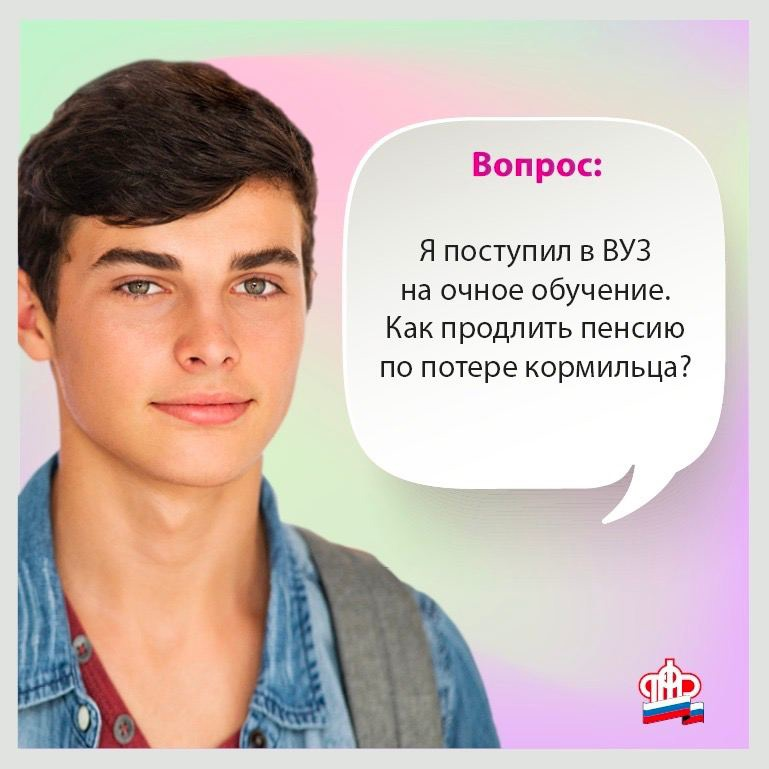 Вопрос:
Я поступил в ВУЗ
на очное обучение.
Как продлить пенсию
по потере кормильца?